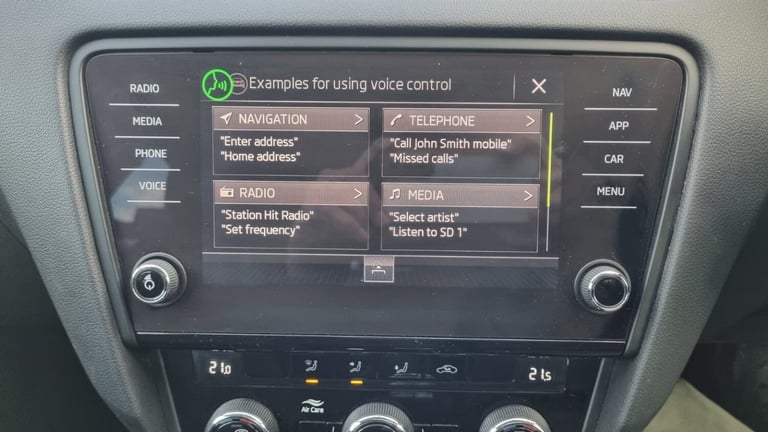 RADIO
MEDIA
PHONE
VOICE
Examples for using voice control
NAVIGATION
"Enter address"
"Home address"
TELEPHONE
"Call John Smith mobile"
"Missed calls"
RADIO
"Station Hit Radio"
"Set frequency"
MEDIA
"Select artist"
"Listen to SD 1"
NAV
APP
CAR
MENU
21.0
21.5
Air Care